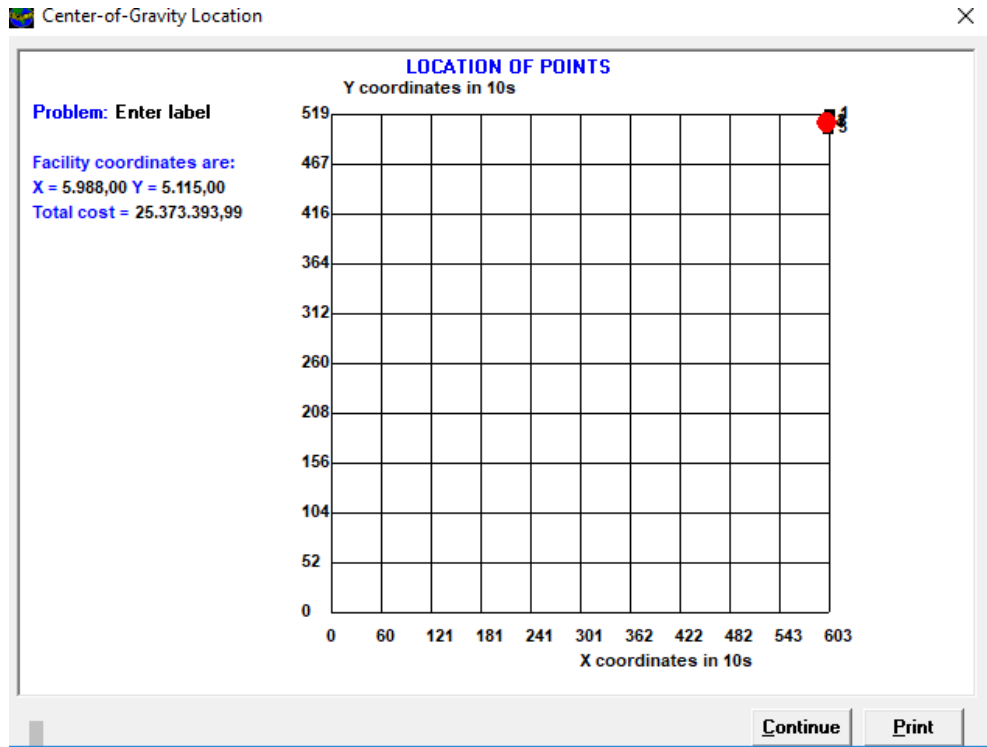 Center-of-Gravity Location
LOCATION OF POINTS
Y coordinates in 10s
Problem: Enter label
Facility coordinates are:
X = 5.988,00 Y = 5.115,00
Total cost = 25.373.393,99
519
467
416
364
312
260
208
156
104
52
0
0 60 121 181 241 301 362 422 482 543 603
X coordinates in 10s
Continue Print